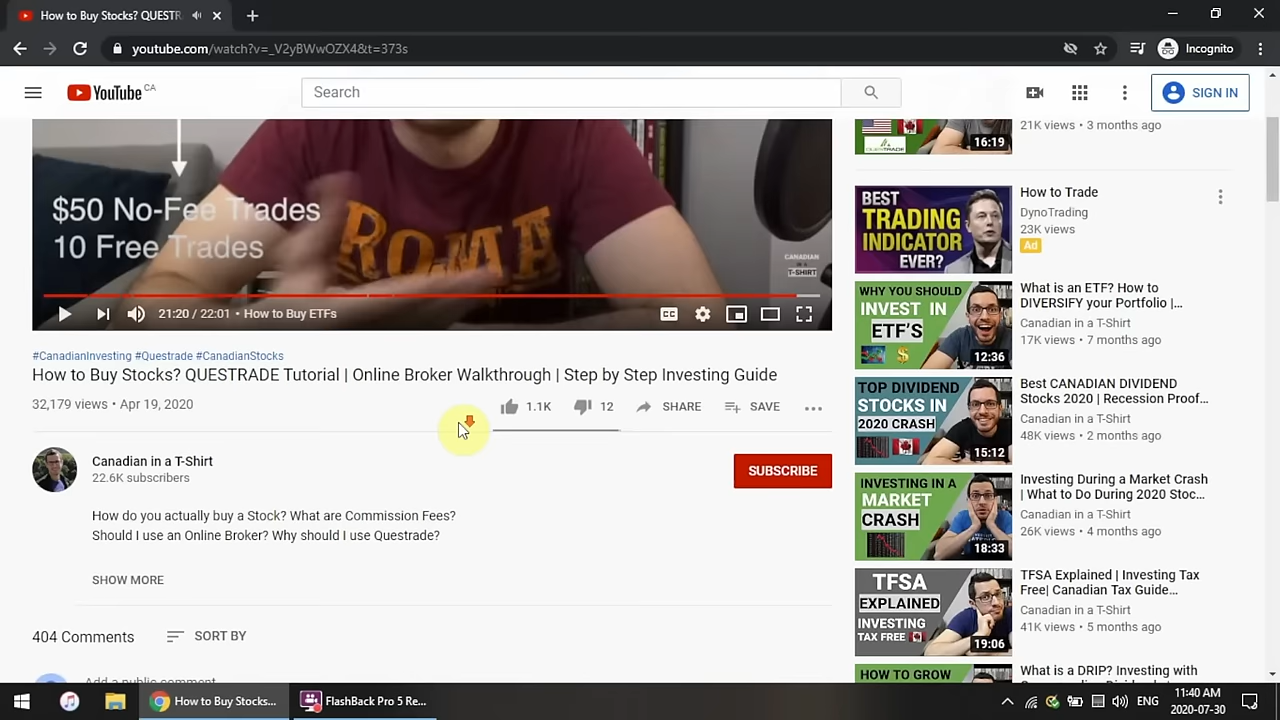 How to Buy Stocks? QUESTR
youtube.com/watch?v=_V2yBWwOZX4&t=373s
Incognito
YouTube CA
Search
SIGN IN
$50 No-Fee Trades
10 Free Trades
ROMA
CANADIAN
IN A
T-SHIRT
21:20 / 22:01 • How to Buy ETFs
CC
#CanadianInvesting #Questrade #CanadianStocks
How to Buy Stocks? QUESTRADE Tutorial | Online Broker Walkthrough | Step by Step Investing Guide
32,179 views • Apr 19, 2020
1.1K
12
SHARE
SAVE
Canadian in a T-Shirt
22.6K subscribers
SUBSCRIBE
How do you actually buy a Stock? What are Commission Fees?
Should I use an Online Broker? Why should I use Questrade?
SHOW MORE
404 Comments
SORT BY
QUESTRADE
16:19
21K views • 3 months ago
BEST
TRADING
INDICATOR
EVER?
How to Trade
DynoTrading
23K views
Ad
WHY YOU SHOULD
INVEST IN
ETF'S
12:36
What is an ETF? How to
DIVERSIFY your Portfolio |...
Canadian in a T-Shirt
17K views • 7 months ago
TOP DIVIDEND
STOCKS IN
2020 CRASH
15:12
Best CANADIAN DIVIDEND
Stocks 2020 | Recession Proof...
Canadian in a T-Shirt
48K views • 2 months ago
INVESTING IN A
MARKET
CRASH
18:33
Investing During a Market Crash
| What to Do During 2020 Stoc...
Canadian in a T-Shirt
26K views • 4 months ago
TFSA
EXPLAINED
INVESTING
TAX FREE
19:06
TFSA Explained | Investing Tax
Free| Canadian Tax Guide...
Canadian in a T-Shirt
41K views • 5 months ago
HOW TO GROW
What is a DRIP? Investing with
How to Buy Stocks...
FlashBack Pro 5 Re...
ENG
11:40 AM
2020-07-30